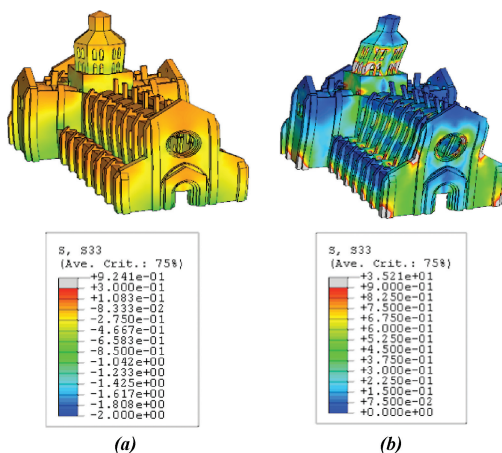 S, S33
(Ave. Crit.: 75%)
+9.241e-01
+3.000e-01
+1.083e-01
-8.333e-02
-2.750e-01
-4.667e-01
-6.583e-01
-8.500e-01
-1.042e+00
-1.233e+00
-1.425e+00
-1.617e+00
-1.808e+00
-2.000e+00
(a)
S, S33
(Ave. Crit.: 75%)
+3.521e+01
+9.000e-01
+8.250e-01
+7.500e-01
+6.750e-01
+6.000e-01
+5.250e-01
+4.500e-01
+3.750e-01
+3.000e-01
+2.250e-01
+1.500e-01
+7.500e-02
+0.000e+00
(b)